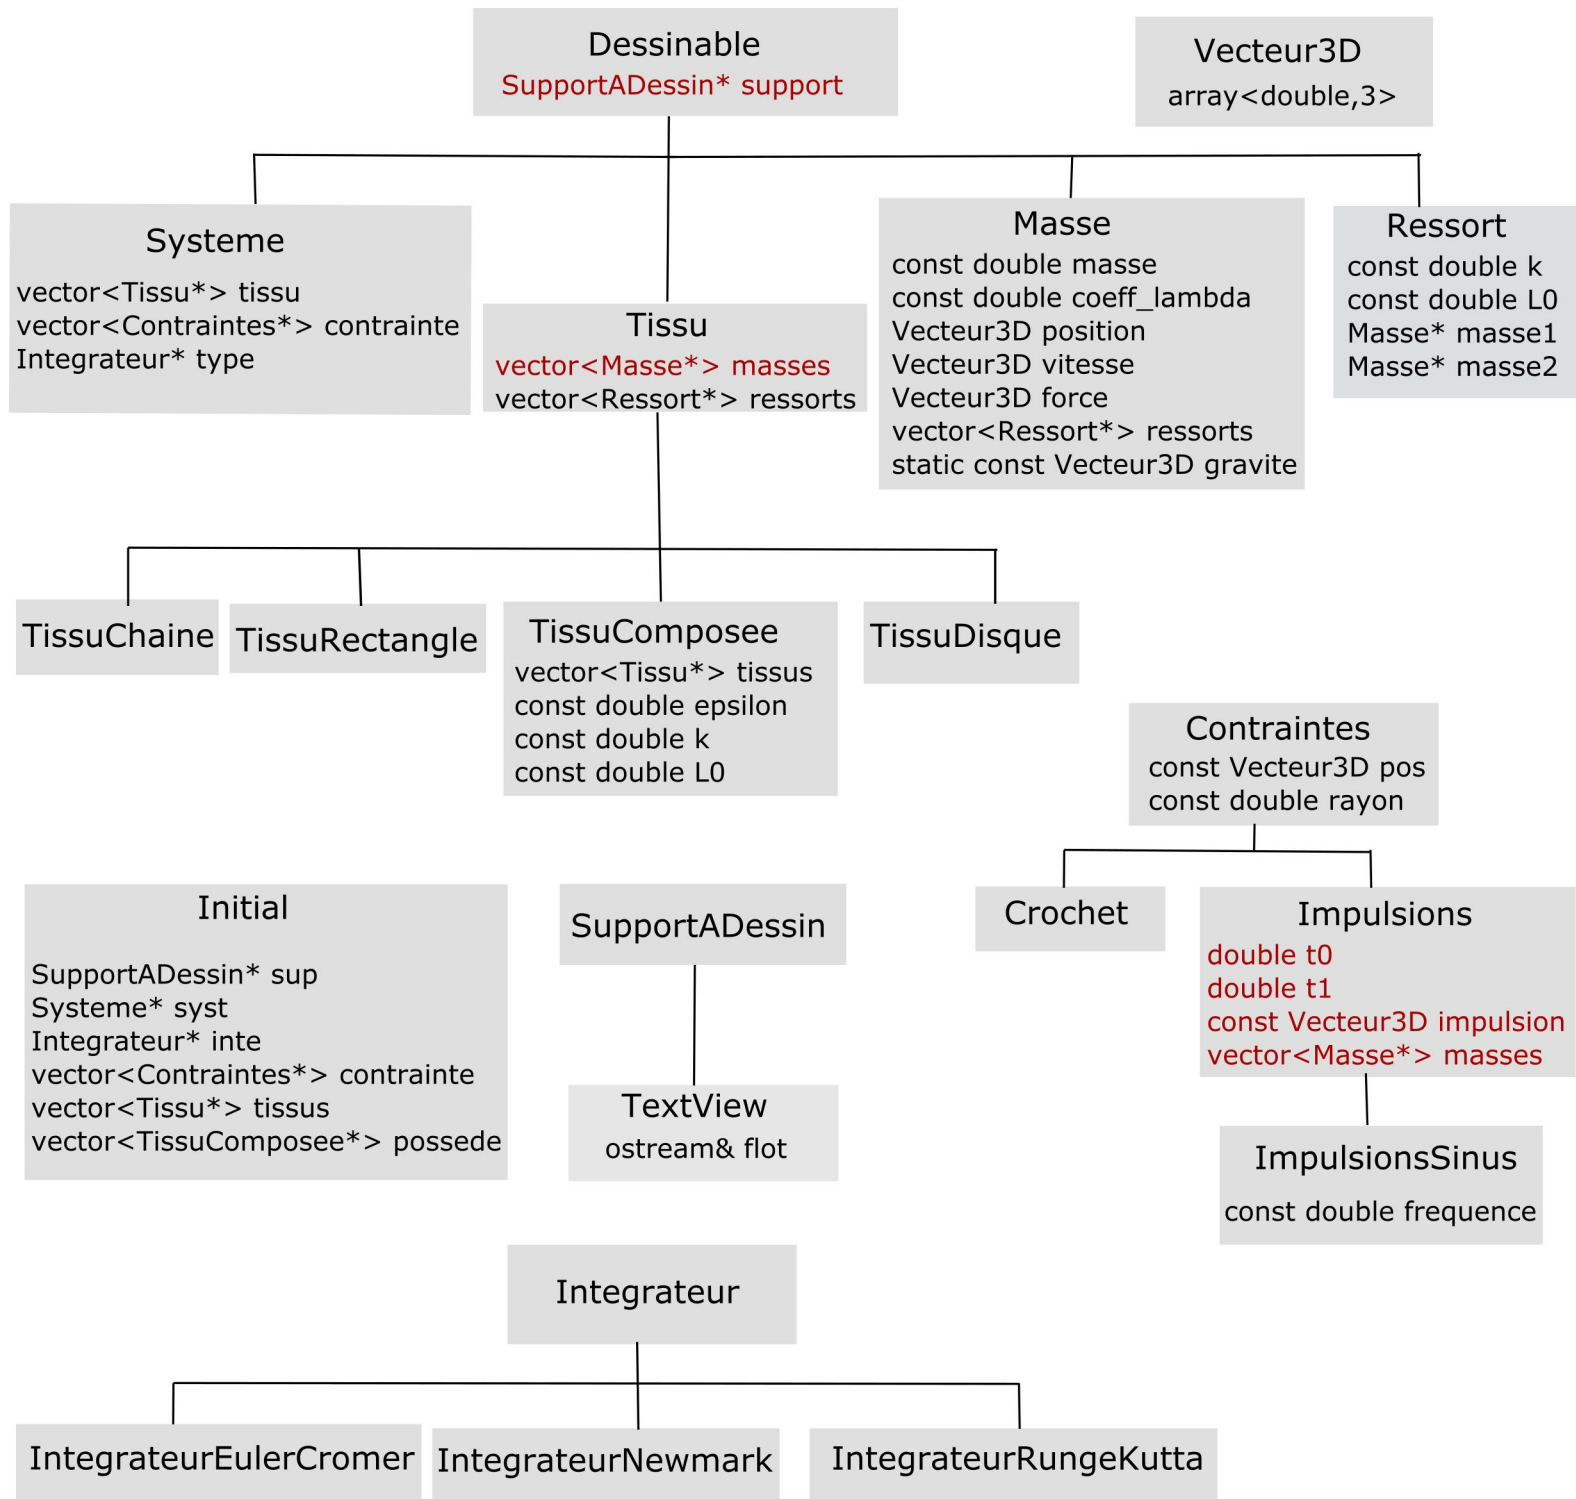 Dessinable
SupportADessin* support
Vecteur3D
array<double,3>
Systeme
vector<Tissu*> tissu
vector<Contraintes*> contrainte
Integrateur* type
Tissu
vector<Masse*> masses
vector<Ressort*> ressorts
Masse
const double masse
const double coeff_lambda
Vecteur3D position
Vecteur3D vitesse
Vecteur3D force
vector<Ressort*> ressorts
static const Vecteur3D gravite
Ressort
const double k
const double L0
Masse* masse1
Masse* masse2
TissuChaine
TissuRectangle
TissuComposee
vector<Tissu*> tissus
const double epsilon
const double k
const double L0
TissuDisque
Contraintes
const Vecteur3D pos
const double rayon
Initial
SupportADessin* sup
Systeme* syst
Integrateur* inte
vector<Contraintes*> contrainte
vector<Tissu*> tissus
vector<TissuComposee*> possede
SupportADessin
TextView
ostream& flot
Crochet
Impulsions
double t0
double t1
const Vecteur3D impulsion
vector<Masse*> masses
ImpulsionsSinus
const double frequence
Integrateur
IntegrateurEulerCromer
IntegrateurNewmark
IntegrateurRungeKutta